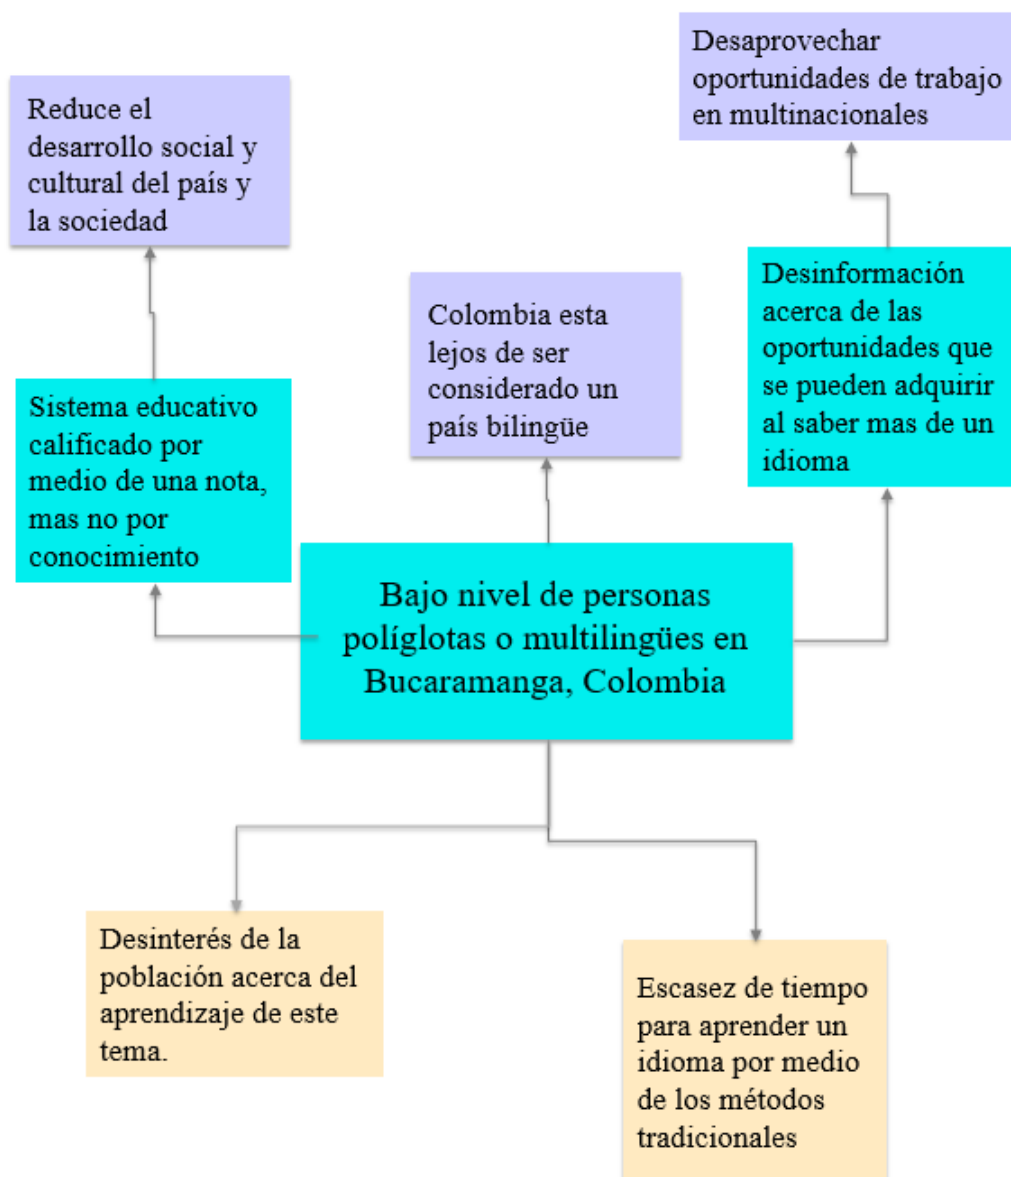 Desaprovechar
oportunidades de trabajo
en multinacionales
Reduce el
desarrollo social y
cultural del país y
la sociedad
Desinformación
acerca de las
oportunidades que
se pueden adquirir
al saber mas de un
idioma
Colombia esta
lejos de ser
considerado un
país bilingüe
Sistema educativo
calificado por
medio de una nota,
mas no por
conocimiento
Bajo nivel de personas
políglotas o multilingües en
Bucaramanga, Colombia
Desinterés de la
población acerca del
aprendizaje de este
tema.
Escasez de tiempo
para aprender un
idioma por medio
de los métodos
tradicionales